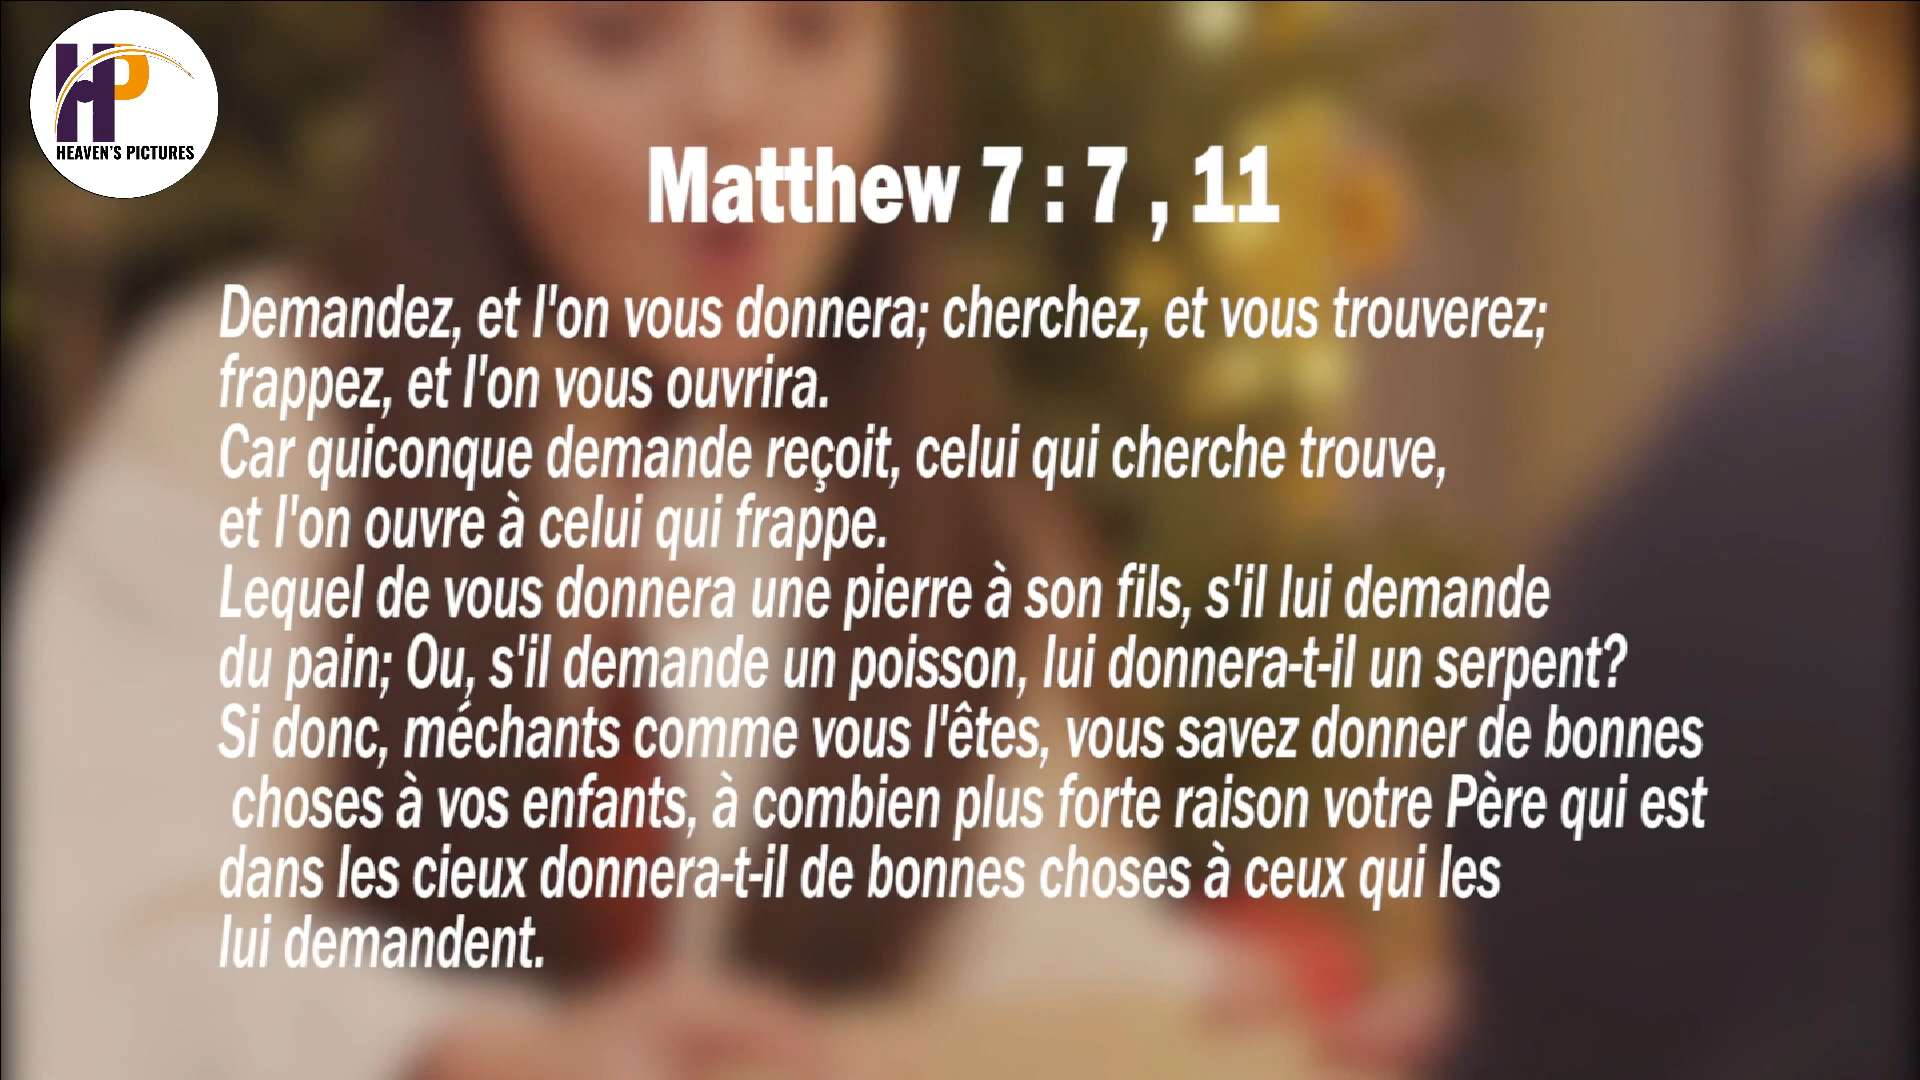 HP
HEAVEN'S PICTURES
Matthew 7 : 7 , 11
Demandez, et l'on vous donnera; cherchez, et vous trouverez;
frappez, et l'on vous ouvrira.
Car quiconque demande reçoit, celui qui cherche trouve,
et l'on ouvre à celui qui frappe.
Lequel de vous donnera une pierre à son fils, s'il lui demande
du pain; Ou, s'il demande un poisson, lui donnera-t-il un serpent?
Si donc, méchants comme vous l'êtes, vous savez donner de bonnes
choses à vos enfants, à combien plus forte raison votre Père qui est
dans les cieux donnera-t-il de bonnes choses à ceux qui les
lui demandent.